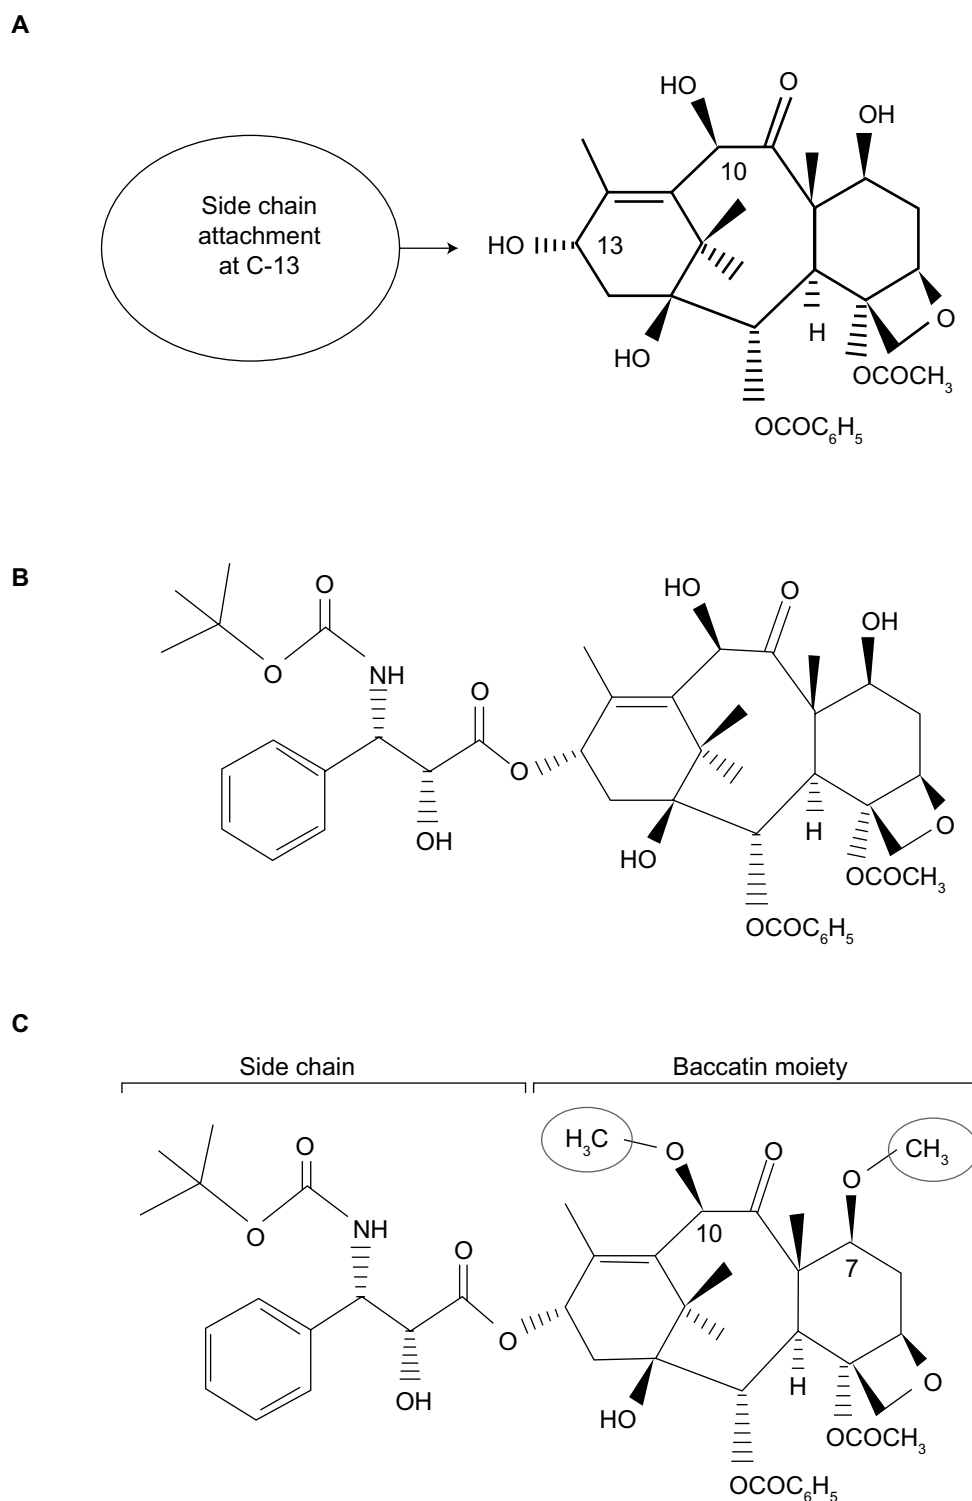 A
HO
O
OH
10
Side chain
attachment
at C-13
HO
13
HO
H
O
OCOCH3
OCOC6H5
B
O
HO
O
OH
O
NH
O
O
OH
HO
H
O
OCOCH3
OCOC6H5
C
Side chain
Baccatin moiety
H3C
O
O
CH3
O
O
O
NH
10
7
O
O
OH
HO
H
O
OCOCH3
OCOC6H5